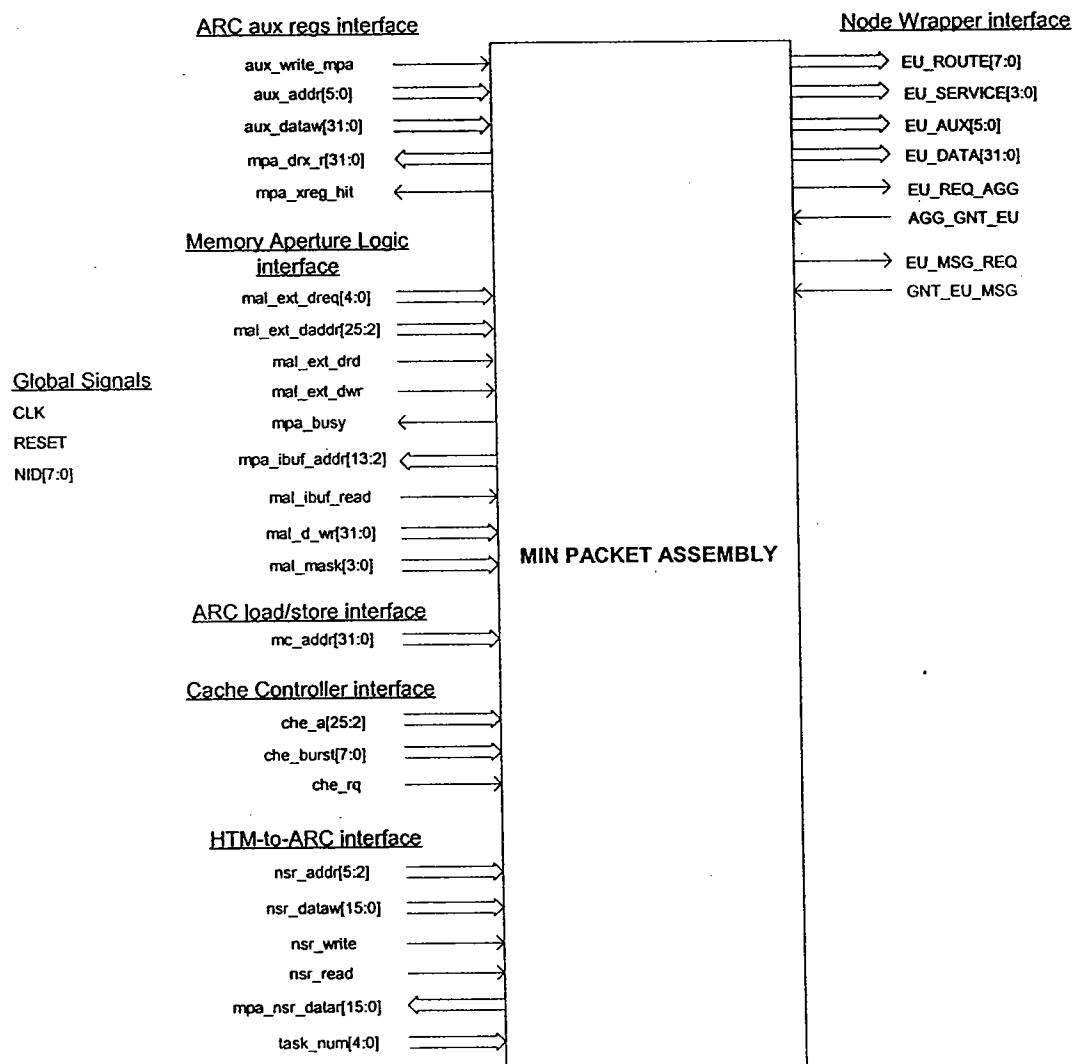 ARC aux regs interface
aux_write_mpa
aux_addr[5:0]
aux_dataw[31:0]
mpa_drx_r[31:0]
mpa_xreg_hit
Memory Aperture Logic
interface
mal_ext_dreq[4:0]
mal_ext_daddr[25:2]
mal_ext_drd
mal_ext_dwr
mpa_busy
mpa_ibuf_addr[13:2]
mal_ibuf_read
mal_d_wr[31:0]
mal_mask[3:0]
ARC load/store interface
mc_addr[31:0]
Cache Controller interface
che_a[25:2]
che_burst[7:0]
che_rq
HTM-to-ARC interface
nsr_addr[5:2]
nsr_dataw[15:0]
nsr_write
nsr_read
mpa_nsr_datar[15:0]
task_num[4:0]
Global Signals
CLK
RESET
NID[7:0]
MIN PACKET ASSEMBLY
Node Wrapper interface
EU_ROUTE[7:0]
EU_SERVICE[3:0]
EU_AUX[5:0]
EU_DATA[31:0]
EU_REQ_AGG
AGG_GNT_EU
EU_MSG_REQ
GNT_EU_MSG